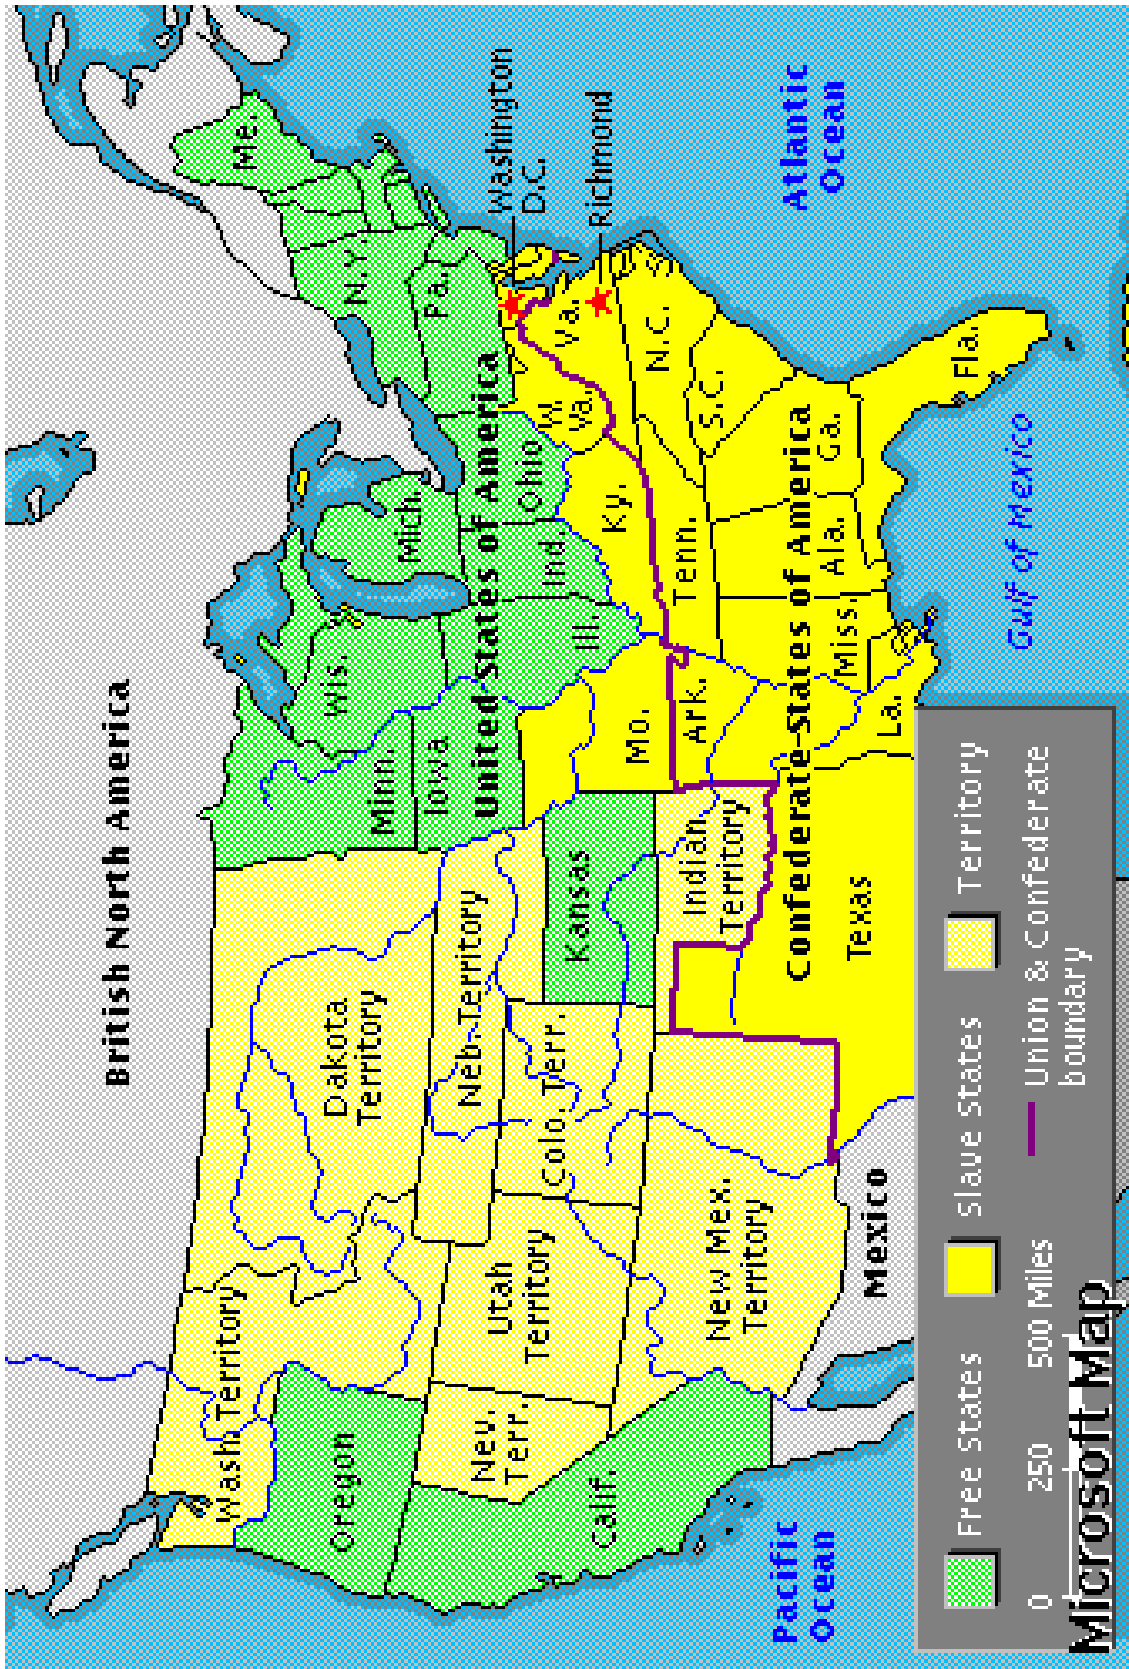 British North America
Wash. Territory
Oregon
Calif.
Nev.
Terr.
Utah
Territory
Dakota
Territory
Neb. Territory
Colo. Terr.
New Mex.
Territory
Kansas
Indian
Territory
Texas
Minn.
Iowa
Wis.
Mich.
Ill.
Ind.
Ohio
Pa.
N.Y.
Me.
United States of America
Washington
D.C.
Richmond
Mo.
Ky.
W.
Va.
Va.
Tenn.
N.C.
S.C.
Ark.
La.
Miss.
Ala.
Ga.
Fla.
Confederate States of America
Mexico
Pacific
Ocean
Atlantic
Ocean
Gulf of Mexico
Free States
Slave States
Territory
0 250 500 Miles
Union & Confederate
boundary
Microsoft Map